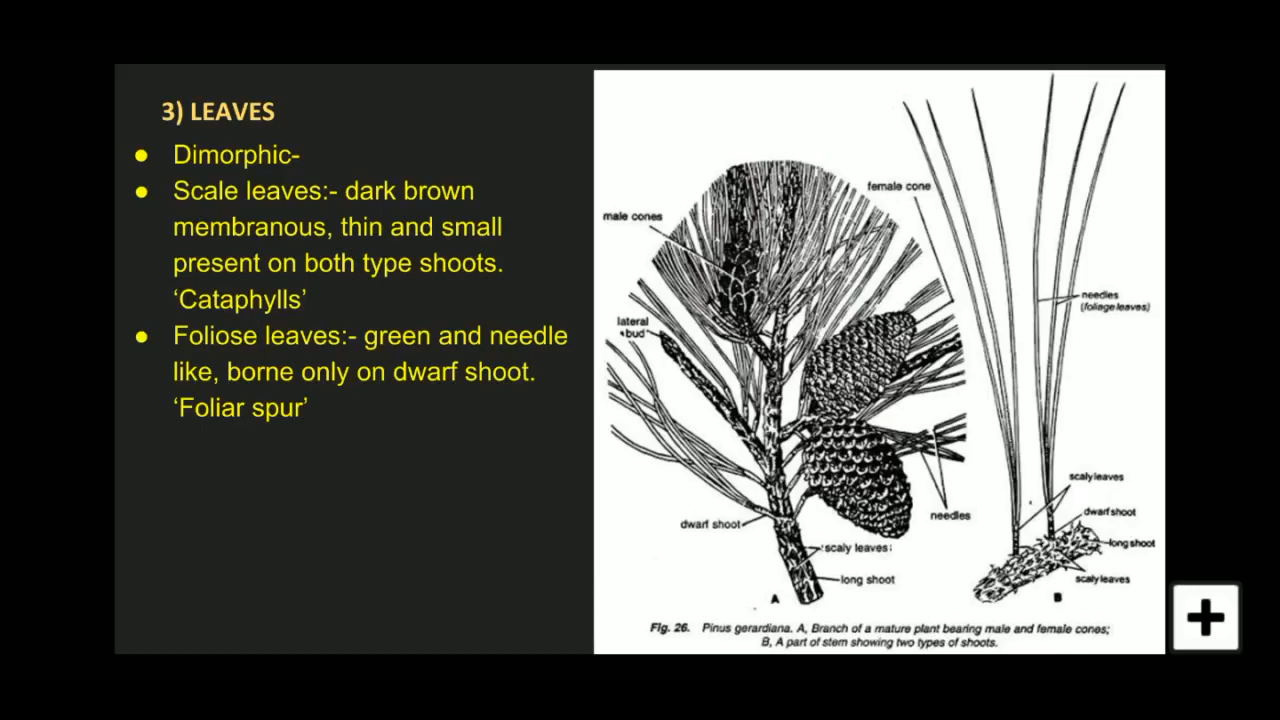 3) LEAVES
● Dimorphic-
● Scale leaves:- dark brown
membranous, thin and small
present on both type shoots.
‘Cataphylls’
● Foliose leaves:- green and needle
like, borne only on dwarf shoot.
‘Foliar spur’
female cone
male cones
lateral
bud
needles
(foliage leaves)
dwarf shoot
scaly leaves
long shoot
needles
A
scaly leaves
dwarf shoot
long shoot
scaly leaves
B
Fig. 26. Pinus gerardiana. A, Branch of a mature plant bearing male and female cones;
B, A part of stem showing two types of shoots.